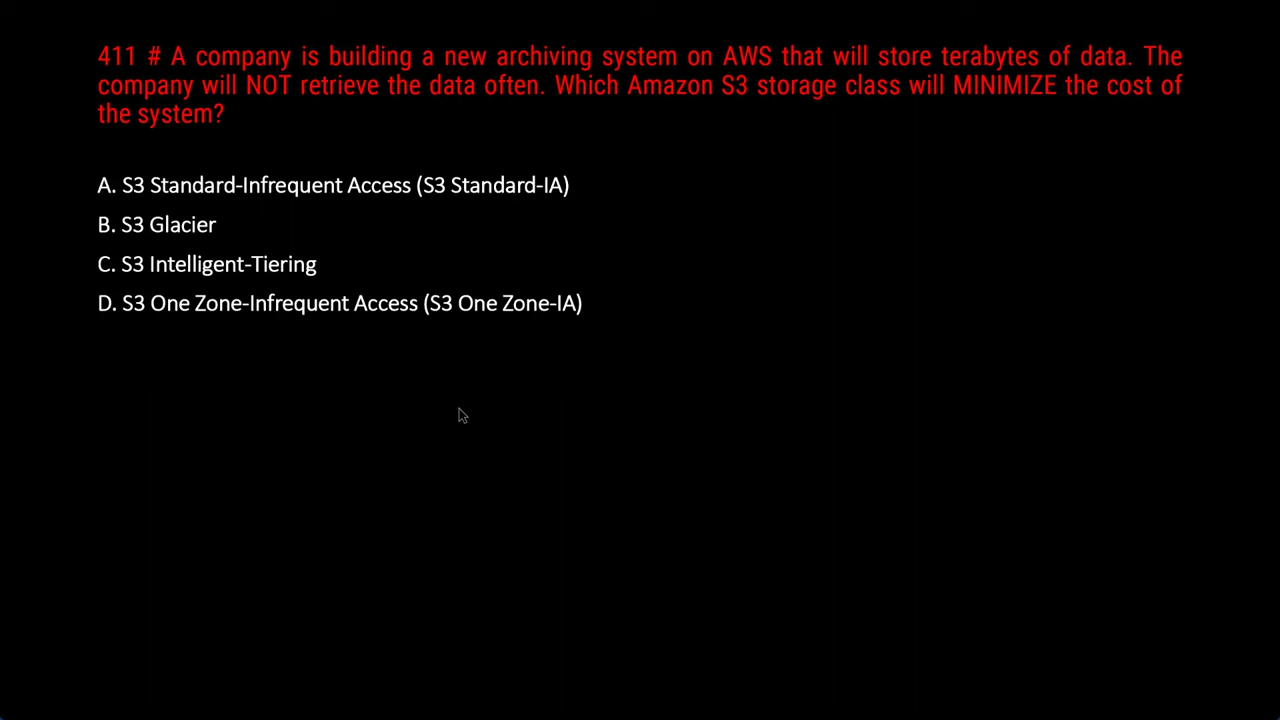 411 # A company is building a new archiving system on AWS that will store terabytes of data. The
company will NOT retrieve the data often. Which Amazon S3 storage class will MINIMIZE the cost of
the system?
A. S3 Standard-Infrequent Access (S3 Standard-IA)
B. S3 Glacier
C. S3 Intelligent-Tiering
D. S3 One Zone-Infrequent Access (S3 One Zone-IA)